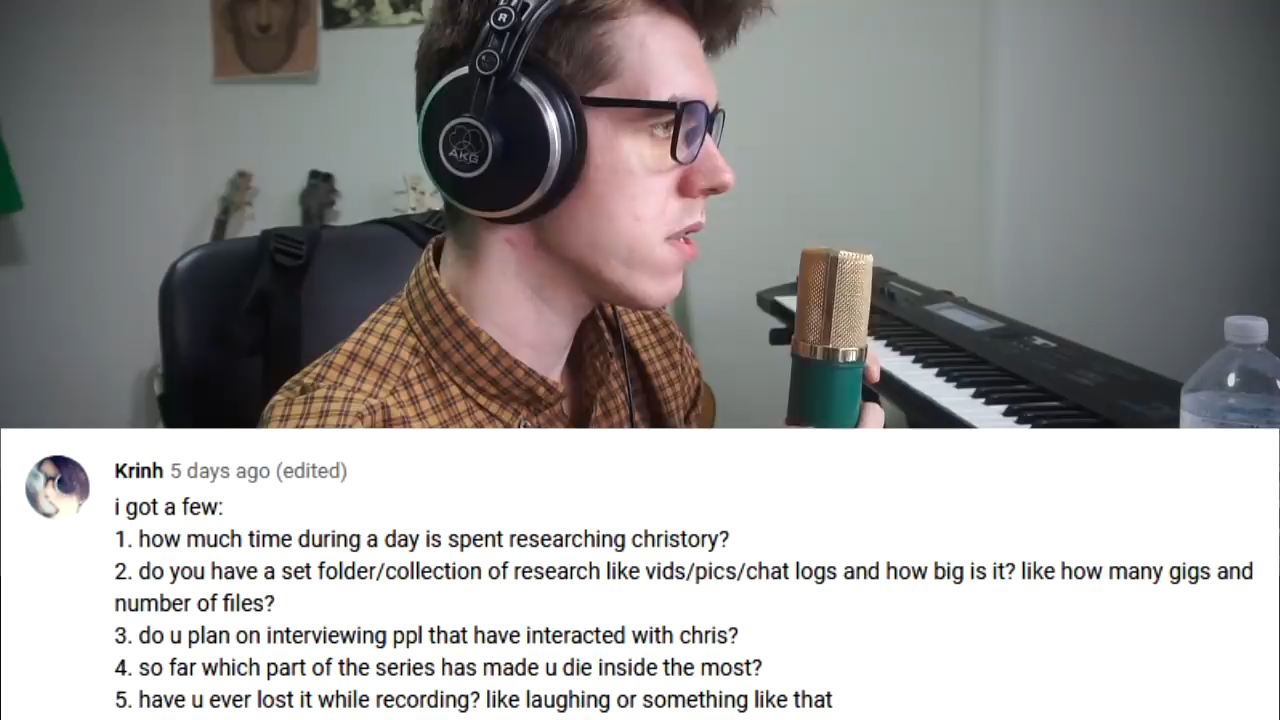 R
AKG
Krinh 5 days ago (edited)
i got a few:
1. how much time during a day is spent researching christory?
2. do you have a set folder/collection of research like vids/pics/chat logs and how big is it? like how many gigs and
number of files?
3. do u plan on interviewing ppl that have interacted with chris?
4. so far which part of the series has made u die inside the most?
5. have u ever lost it while recording? like laughing or something like that